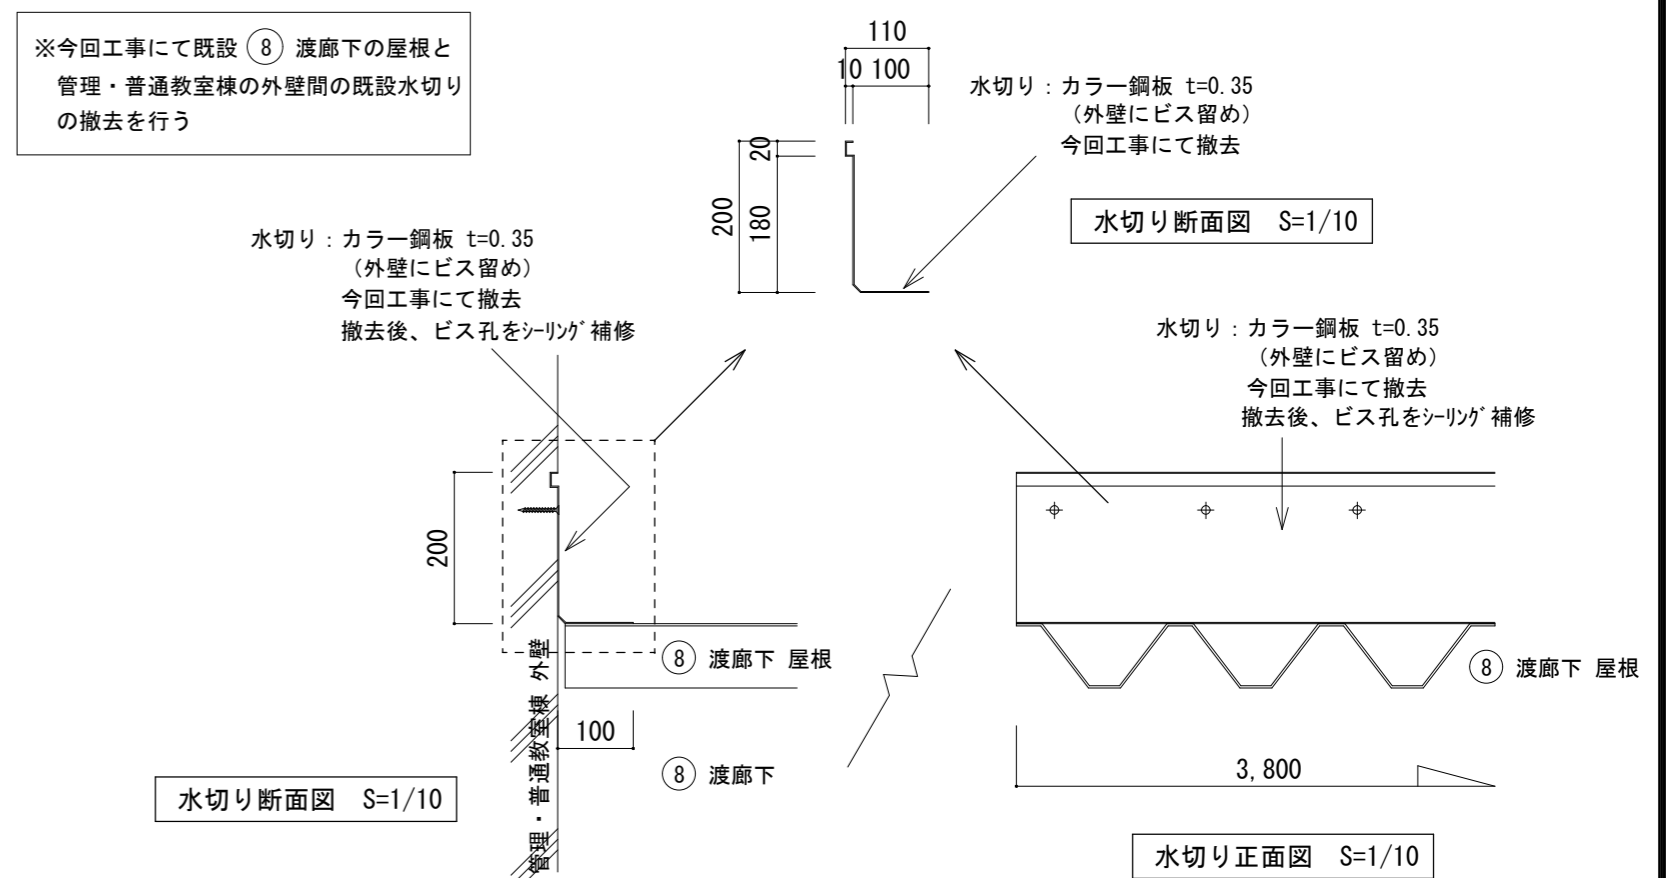 ※今回工事にて既設 ⑧ 渡廊下の屋根と
管理・普通教室棟の外壁間の既設水切り
の撤去を行う
110
10 100
水切り：カラー鋼板 t=0.35
（外壁にビス留め）
今回工事にて撤去
20
200
180
水切り断面図 S=1/10
水切り：カラー鋼板 t=0.35
（外壁にビス留め）
今回工事にて撤去
撤去後、ビス孔をｼｰﾘﾝｸﾞ補修
水切り：カラー鋼板 t=0.35
（外壁にビス留め）
今回工事にて撤去
撤去後、ビス孔をｼｰﾘﾝｸﾞ補修
200
⑧ 渡廊下 屋根
管理・普通教室棟 外壁
100
⑧ 渡廊下
水切り断面図 S=1/10
⑧ 渡廊下 屋根
3,800
水切り正面図 S=1/10